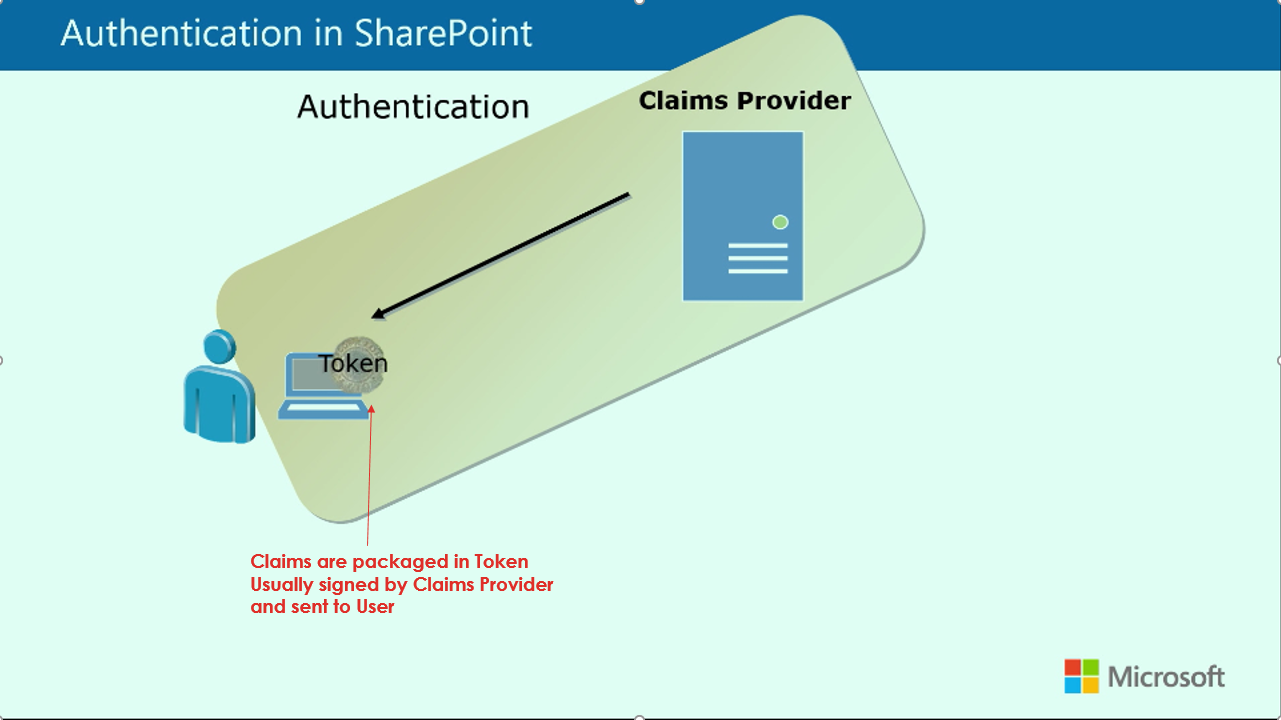 Authentication in SharePoint
Authentication
Claims Provider
Token
Claims are packaged in Token
Usually signed by Claims Provider
and sent to User
Microsoft